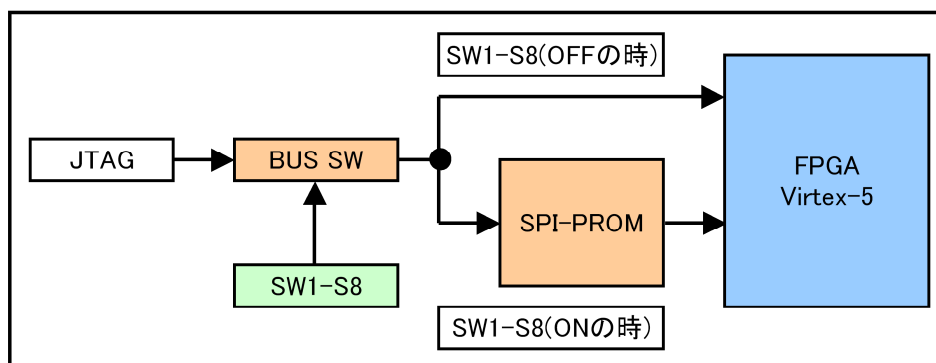 SW1-S8(OFFの時)
JTAG
BUS SW
FPGA
Virtex-5
SPI-PROM
SW1-S8
SW1-S8(ONの時)